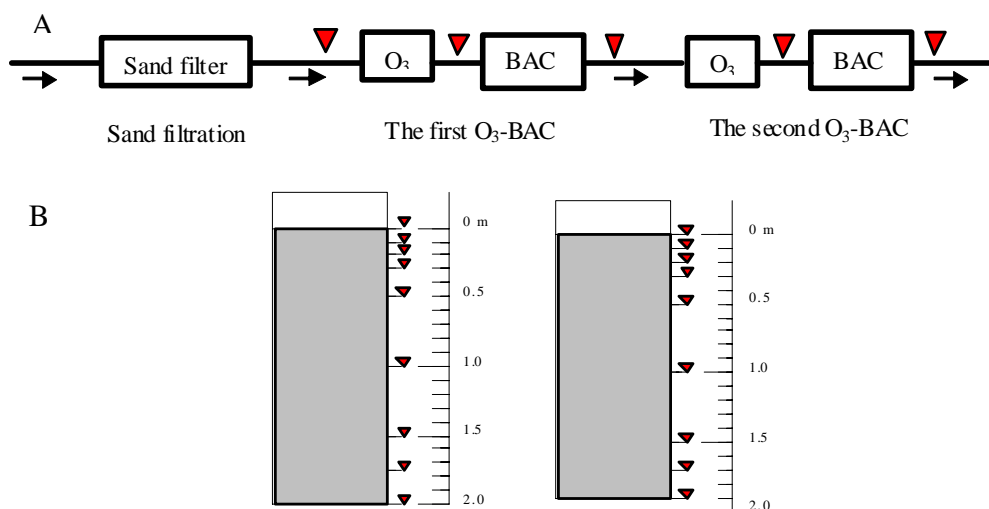 A
Sand filter
O₃
BAC
O₃
BAC
Sand filtration
The first O₃-BAC
The second O₃-BAC
B
0 m
0.5
1.0
1.5
2.0
0 m
0.5
1.0
1.5
2.0